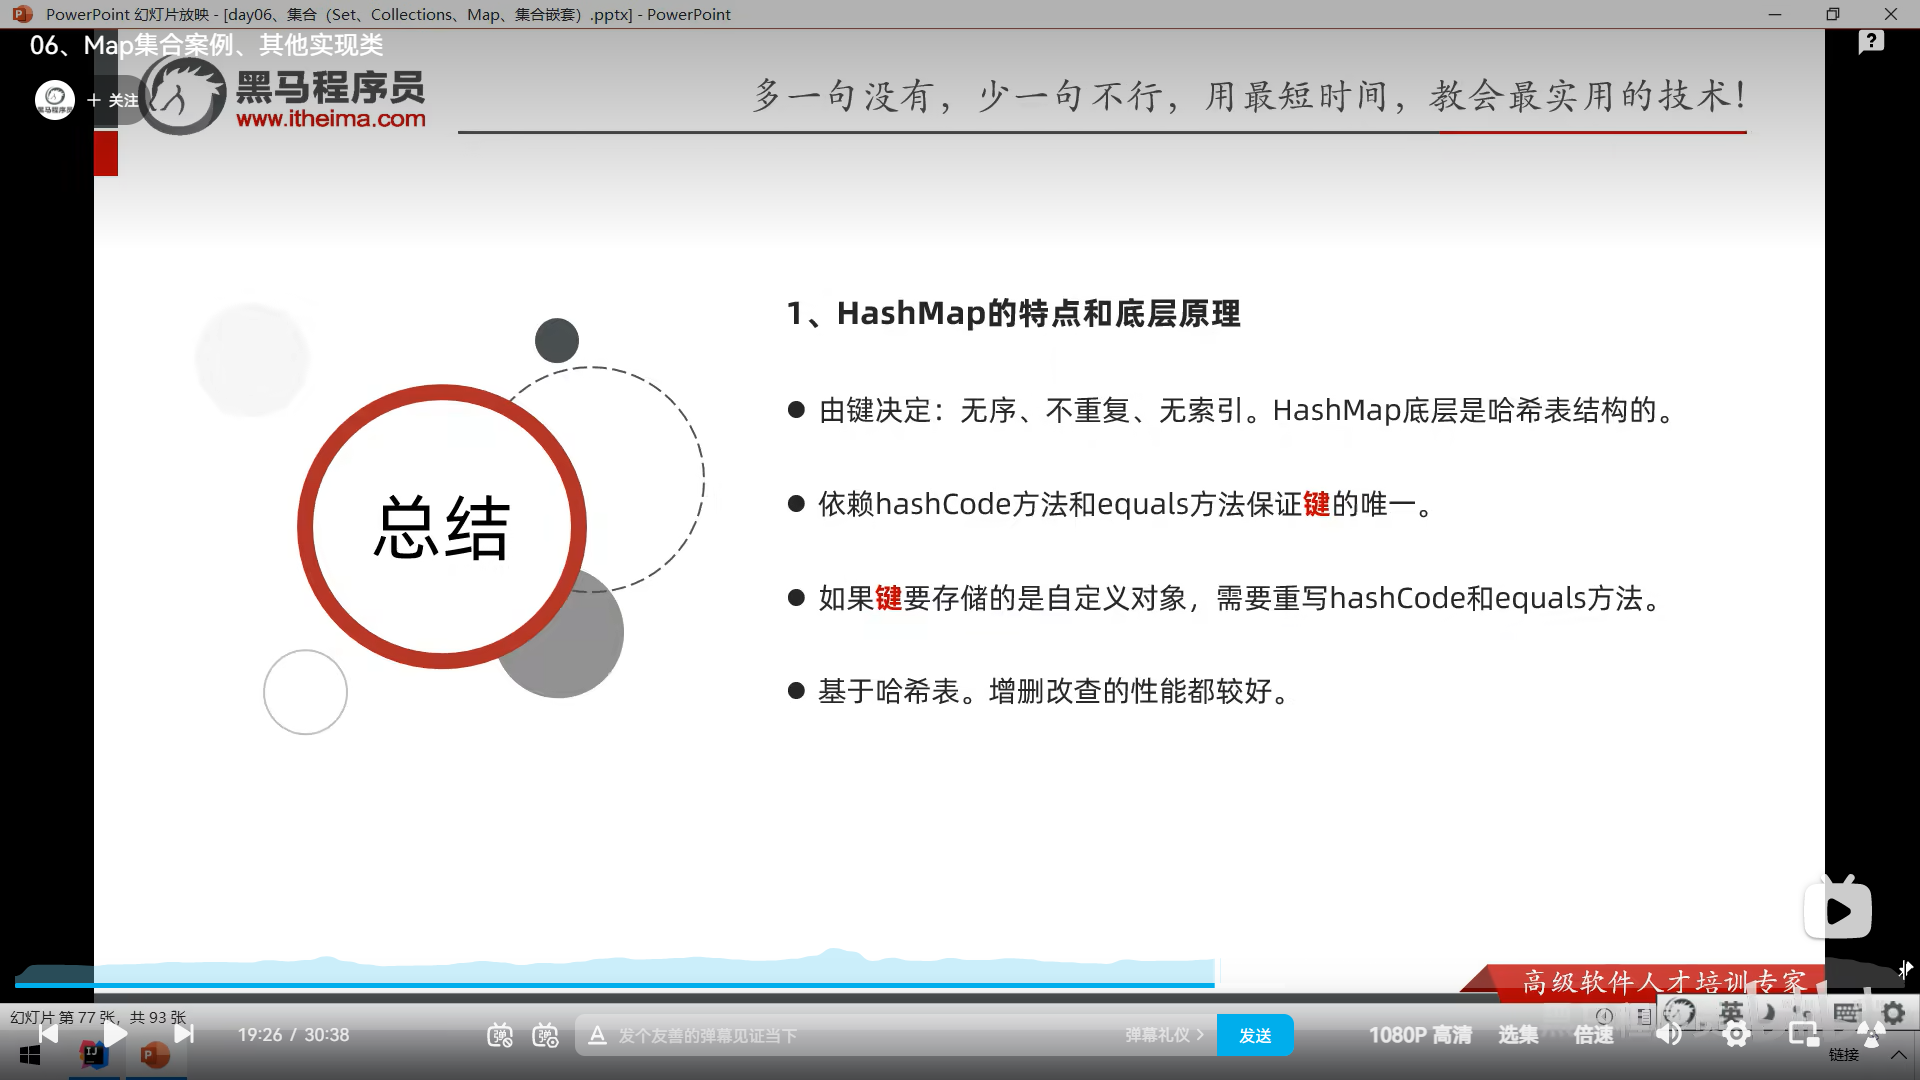 PowerPoint 幻灯片放映 - [day06、集合（Set、Collections、Map、集合嵌套）.pptx] - PowerPoint
06、Map集合案例、其他实现类
+ 关注
黑马程序员
www.itheima.com
多一句没有，少一句不行，用最短时间，教会最实用的技术！
1、HashMap的特点和底层原理
由键决定：无序、不重复、无索引。HashMap底层是哈希表结构的。
依赖hashCode方法和equals方法保证键的唯一。
如果键要存储的是自定义对象，需要重写hashCode和equals方法。
基于哈希表。增删改查的性能都较好。
总结
高级软件人才培训专家
幻灯片 第 77 张，共 93 张
英
19:26 / 30:38
发个友善的弹幕见证当下
弹幕礼仪 >
发送
1080P 高清
选集
倍速
链接